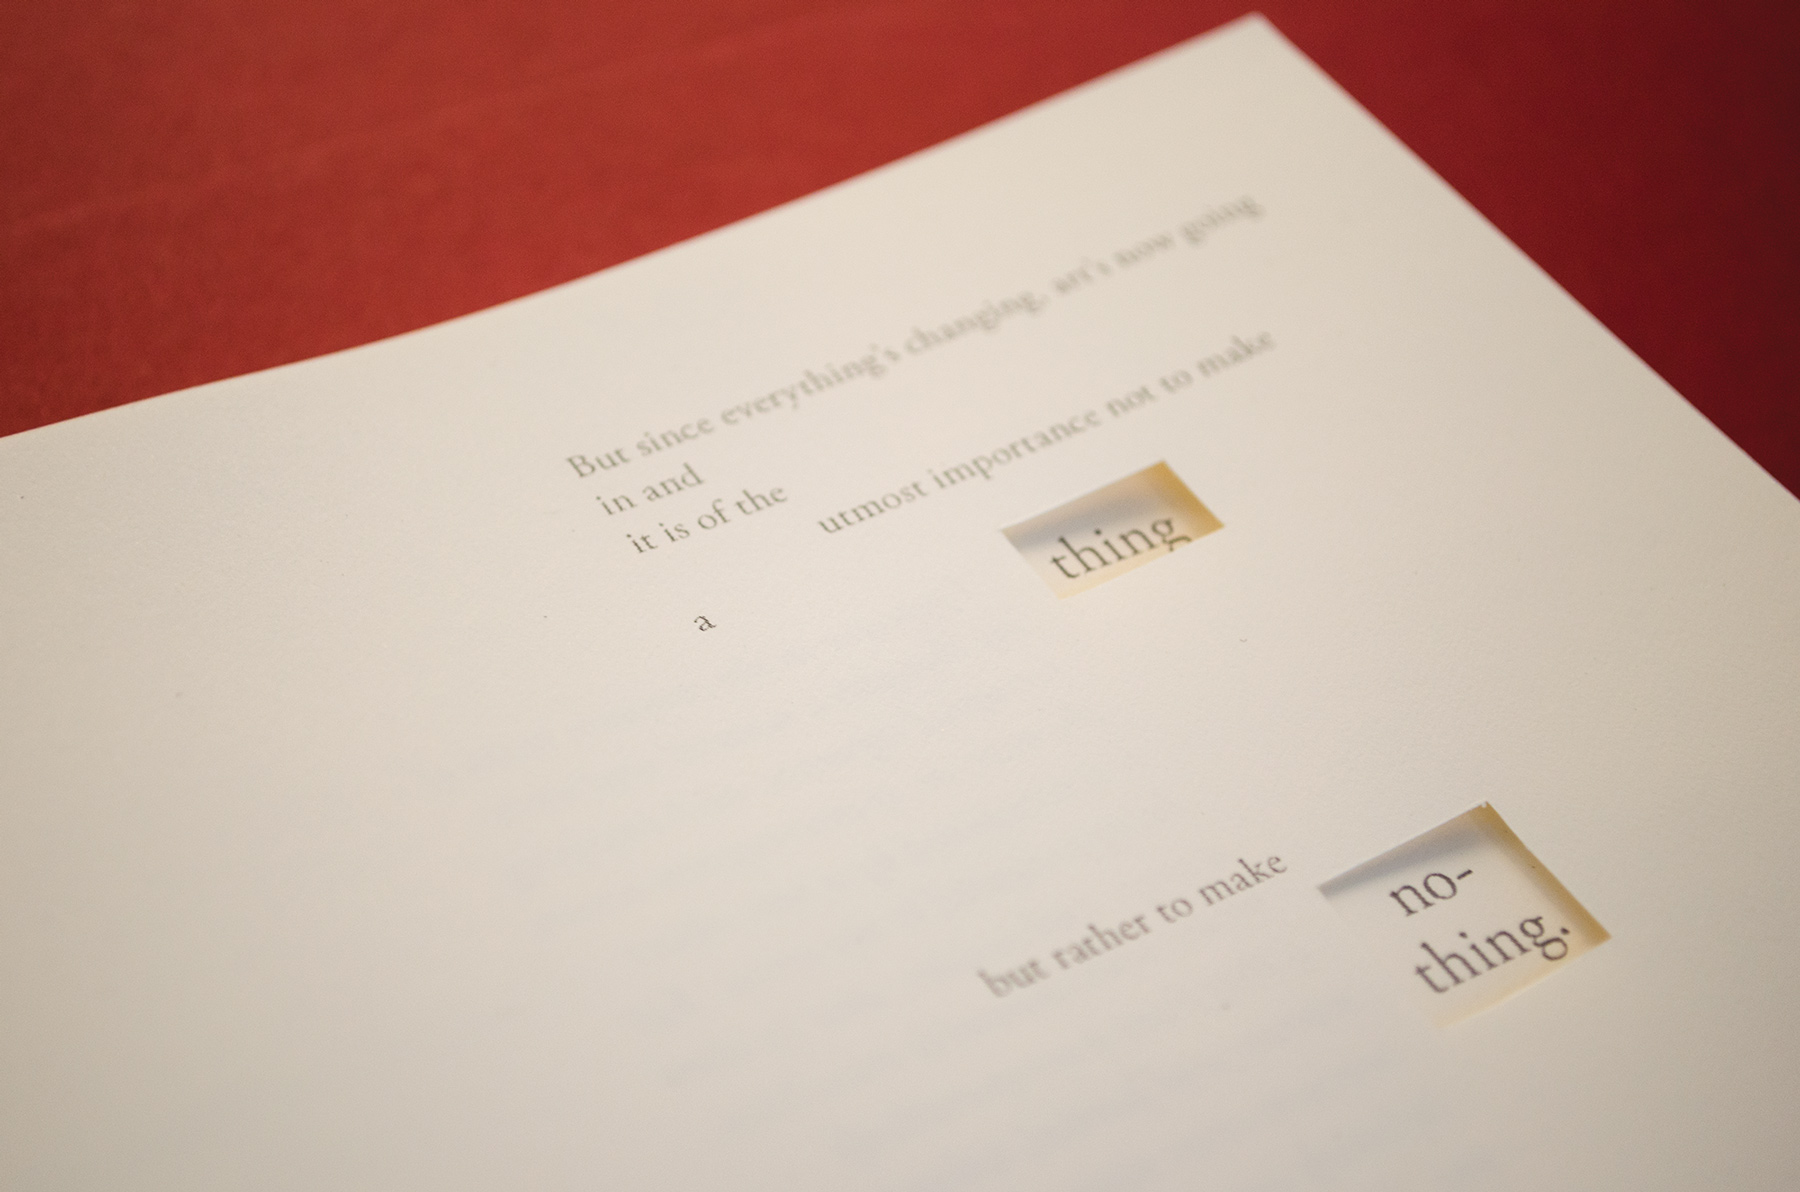 But since everything's changing, art's now going
in and
it is of the utmost importance not to make
a thing
but rather to make no-
thing.